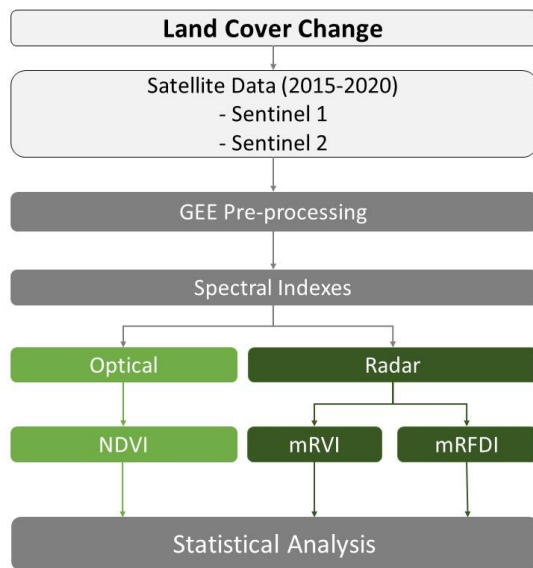 Land Cover Change
Satellite Data (2015-2020)
- Sentinel 1
- Sentinel 2
GEE Pre-processing
Spectral Indexes
Optical
Radar
NDVI
mRVI
mRFDI
Statistical Analysis